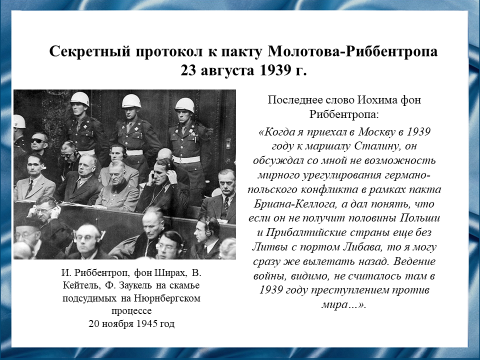 Секретный протокол к пакту Молотова-Риббентропа
23 августа 1939 г.
Последнее слово Иохима фон
Риббентропа:
«Когда я приехал в Москву в 1939
году к маршалу Сталину, он
обсуждал со мной не возможность
мирного урегулирования германо-
польского конфликта в рамках пакта
Бриана-Келлога, а дал понять, что
если он не получит половины Польши
и Прибалтийские страны еще без
Литвы с портом Либава, то я могу
сразу же вылетать назад. Ведение
войны, видимо, не считалось там в
1939 году преступлением против
мира…».
И. Риббентроп, фон Ширах, В.
Кейтель, Ф. Заукель на скамье
подсудимых на Нюрнбергском
процессе
20 ноября 1945 год